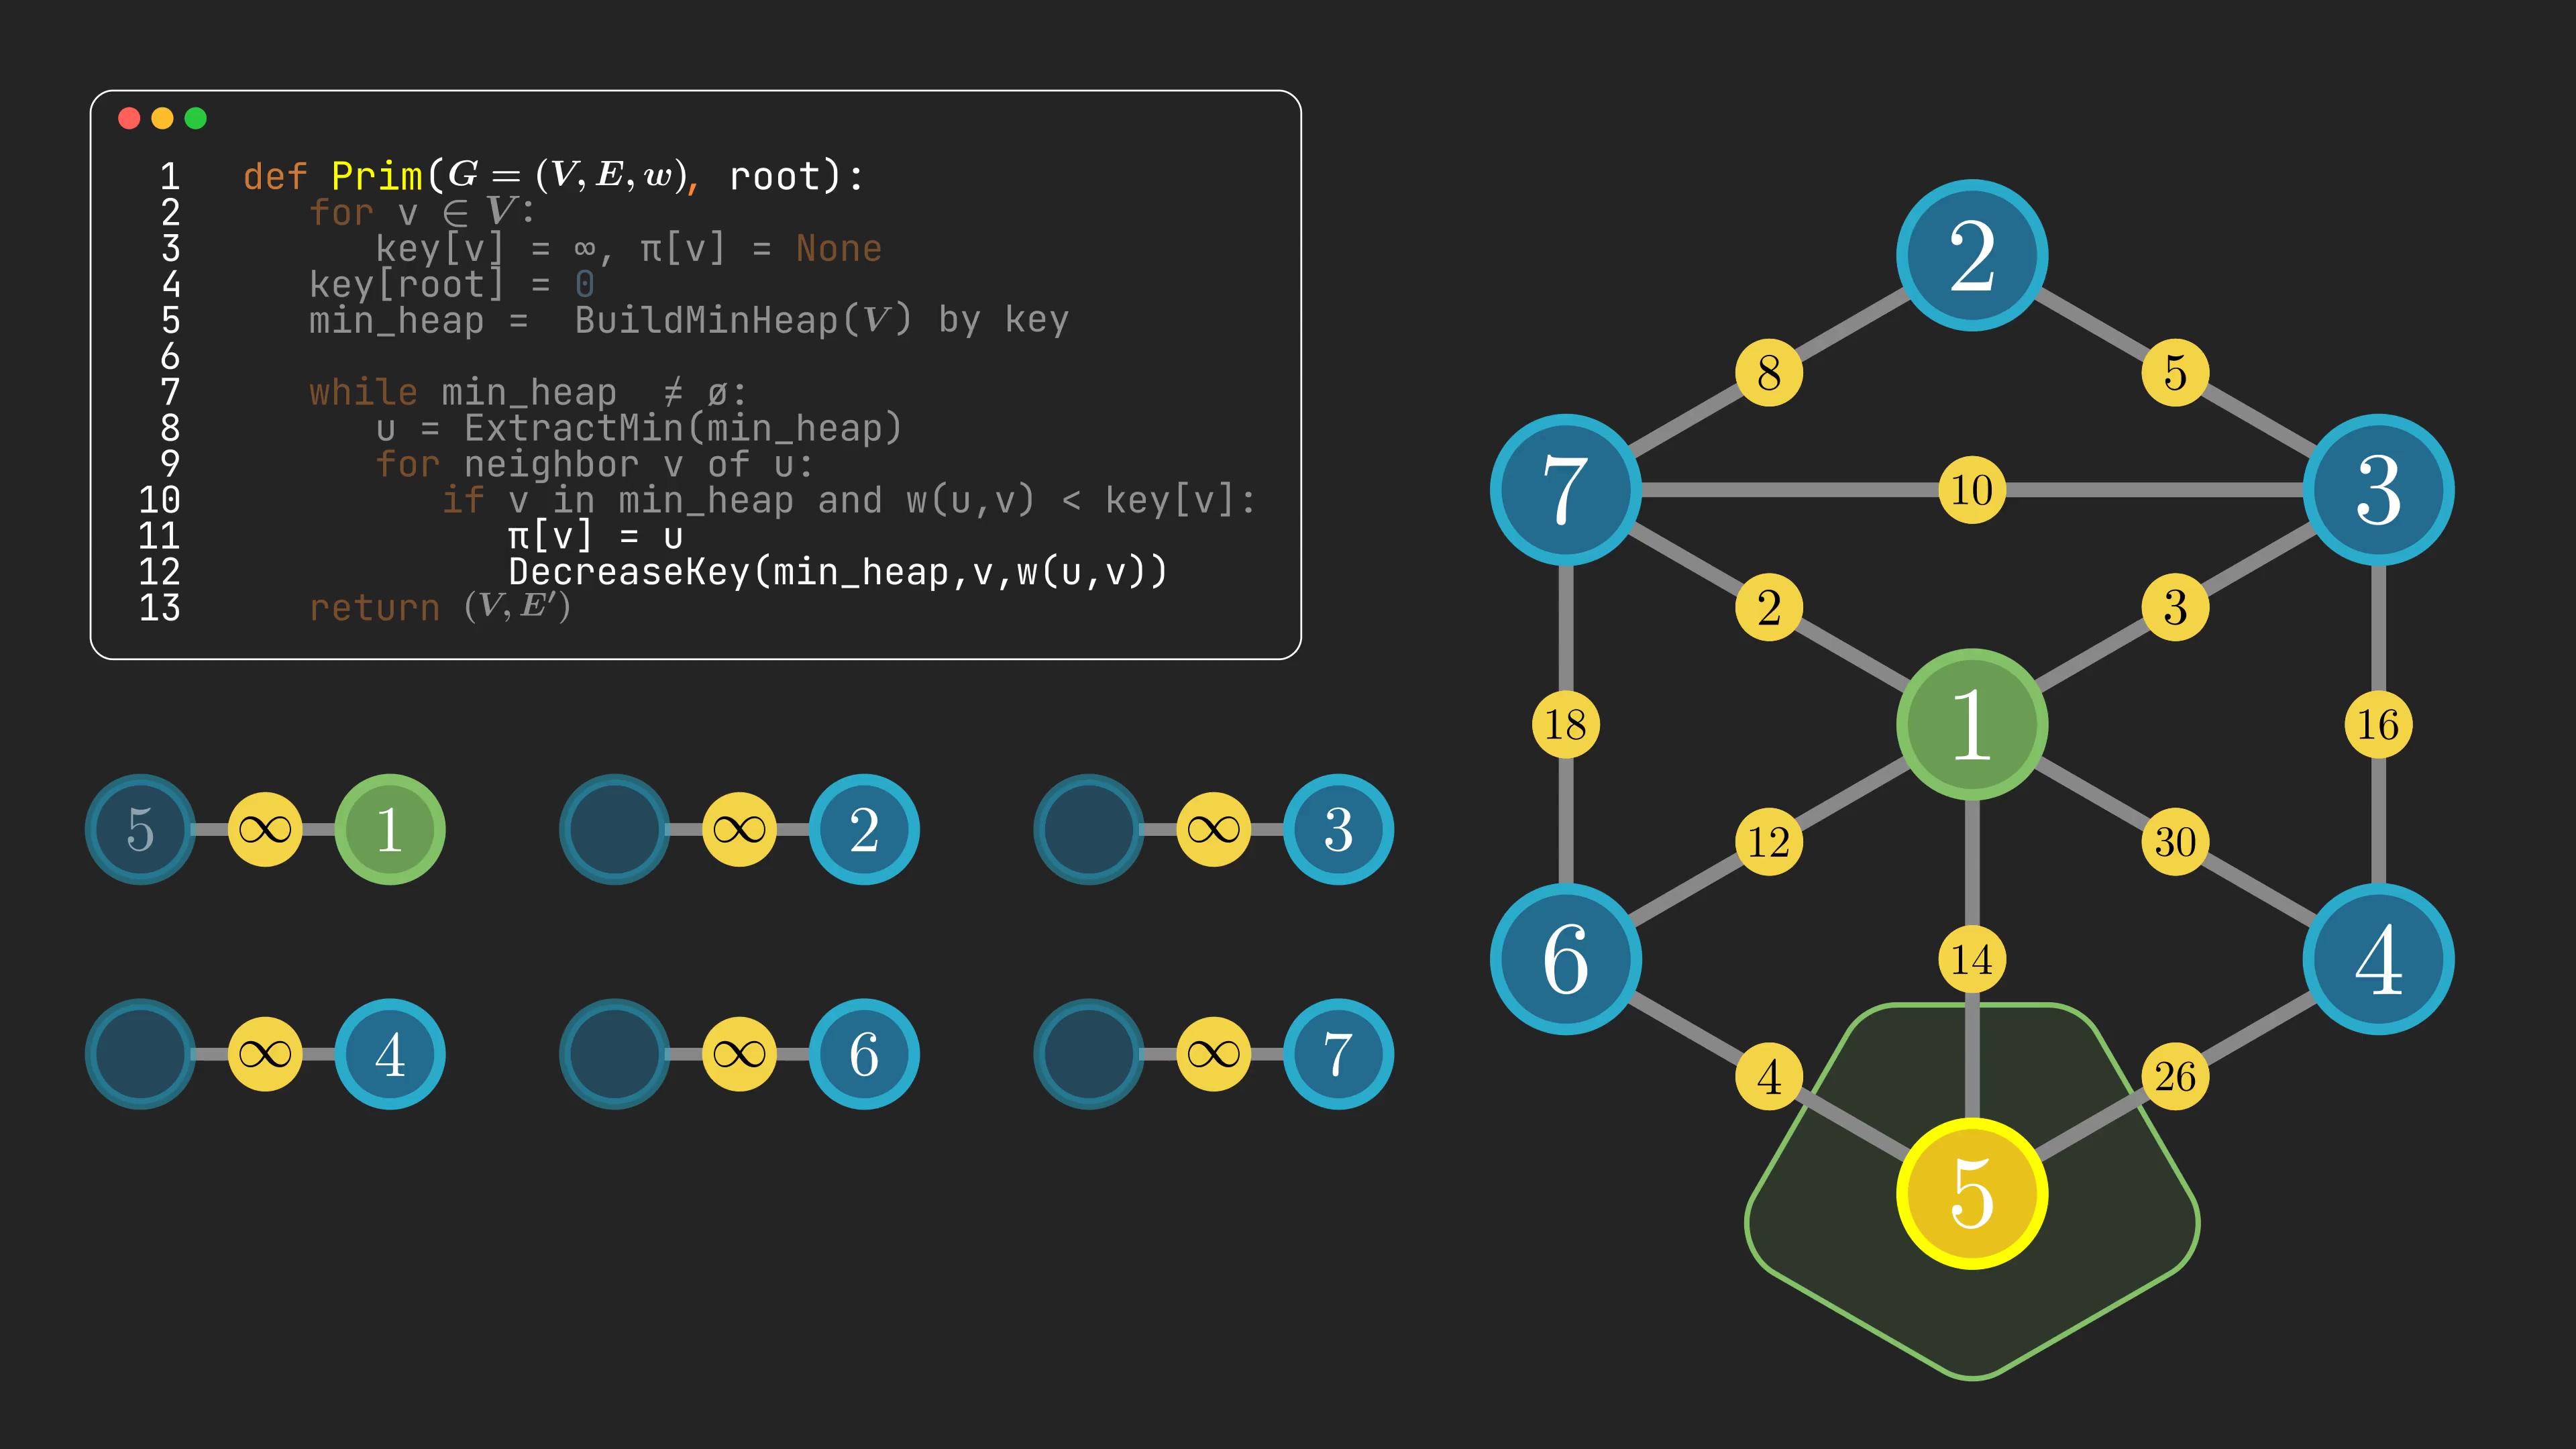 1 def Prim(G = (V, E, w), root):
2 for v ∈ V:
3 key[v] = ∞, π[v] = None
4 key[root] = 0
5 min_heap = BuildMinHeap(V) by key
6
7 while min_heap ≠ ø:
8 u = ExtractMin(min_heap)
9 for neighbor v of u:
10 if v in min_heap and w(u,v) < key[v]:
11 π[v] = u
12 DecreaseKey(min_heap,v,w(u,v))
13 return (V, E′)
5 ∞ 1
∞ 2
∞ 3
∞ 4
∞ 6
∞ 7
2
8 5
7 10 3
2 3
18 1 16
12 30
6 14 4
4 26
5